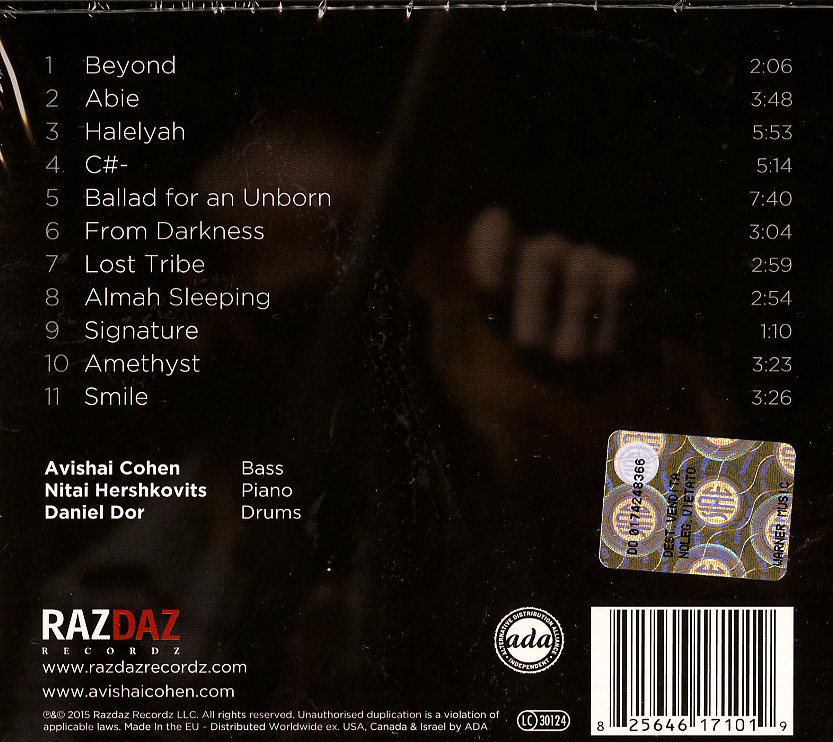 1 Beyond 2:06
2 Abie 3:48
3 Halelyah 5:53
4 C#- 5:14
5 Ballad for an Unborn 7:40
6 From Darkness 3:04
7 Lost Tribe 2:59
8 Almah Sleeping 2:54
9 Signature 1:10
10 Amethyst 3:23
11 Smile 3:26
Avishai Cohen Bass
Nitai Hershkovits Piano
Daniel Dor Drums
DO 0174248366
DEST.VENDITA
NOLEG.VIETATO
WARNER MUSIC
SIAE
RAZDAZ
RECORDZ
www.razdazrecordz.com
www.avishaicohen.com
ALTERNATIVE DISTRIBUTION ALLIANCE
ada
INDEPENDENT
℗&© 2015 Razdaz Recordz LLC. All rights reserved. Unauthorised duplication is a violation of
applicable laws. Made In the EU – Distributed Worldwide ex. USA, Canada & Israel by ADA
LC 30124
8 25646 17101 9